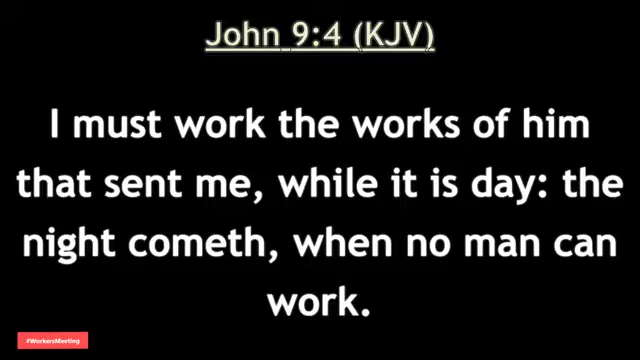 John 9:4 (KJV)
I must work the works of him
that sent me, while it is day: the
night cometh, when no man can
work.
#WorkersMeeting